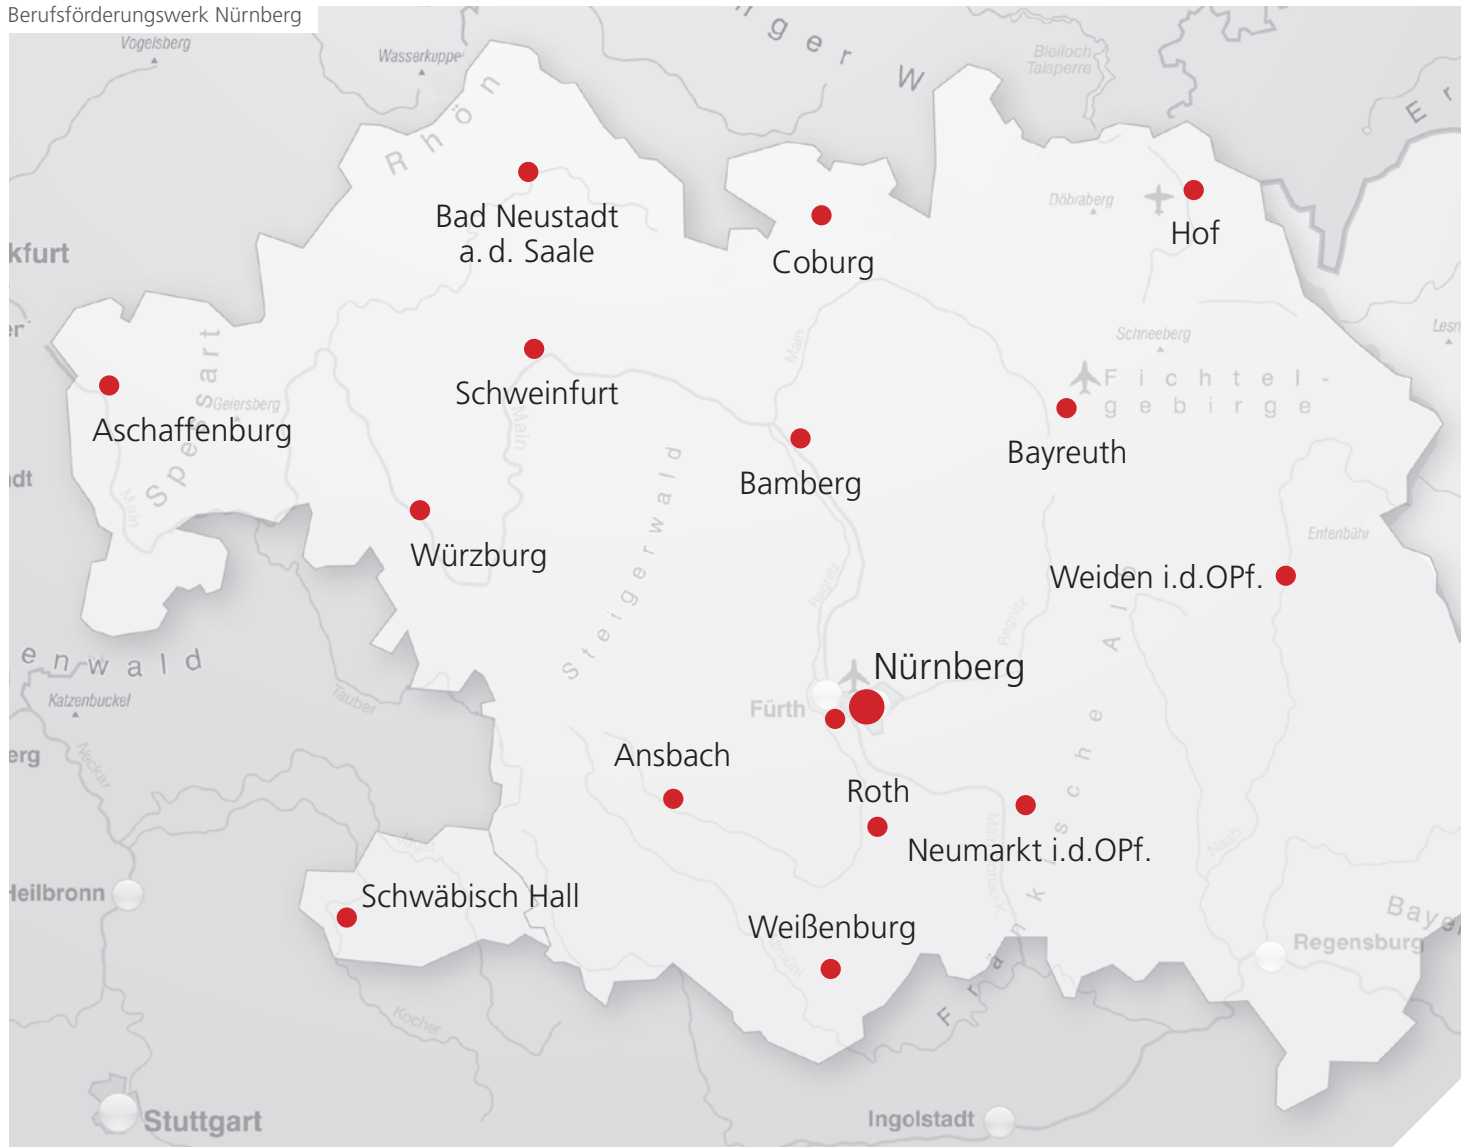 Berufsförderungswerk Nürnberg
Vogelsberg
Wasserkuppe
Bleiloch
Talsperre
Rhön
Bad Neustadt
a. d. Saale
Coburg
Döbraberg
Hof
kfurt
Spessart
Geiersberg
Aschaffenburg
Main
Schweinfurt
Main
Main
Schneeberg
Fichtel-
gebirge
Bayreuth
Bamberg
Steigerwald
Würzburg
Regnitz
Regnitz
Entenbühl
Weiden i.d.OPf.
enwald
Katzenbuckel
Tauber
Neckar
Nürnberg
Fürth
Ansbach
Roth
Neumarkt i.d.OPf.
Fränkische Alb
Naab
Heilbronn
Schwäbisch Hall
Weißenburg
Regensburg
Kocher
Stuttgart
Ingolstadt